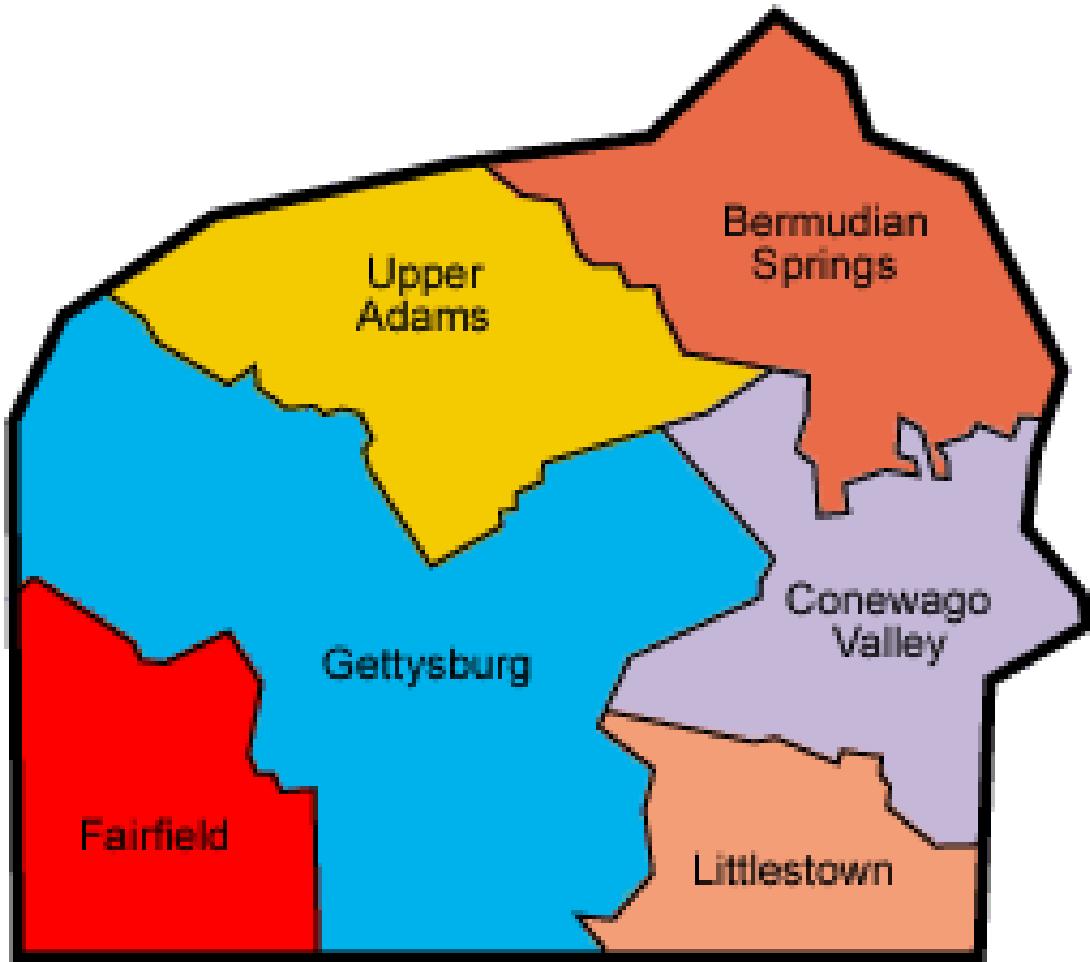 Bermudian
Springs
Upper
Adams
Conewago
Valley
Gettysburg
Fairfield
Littlestown